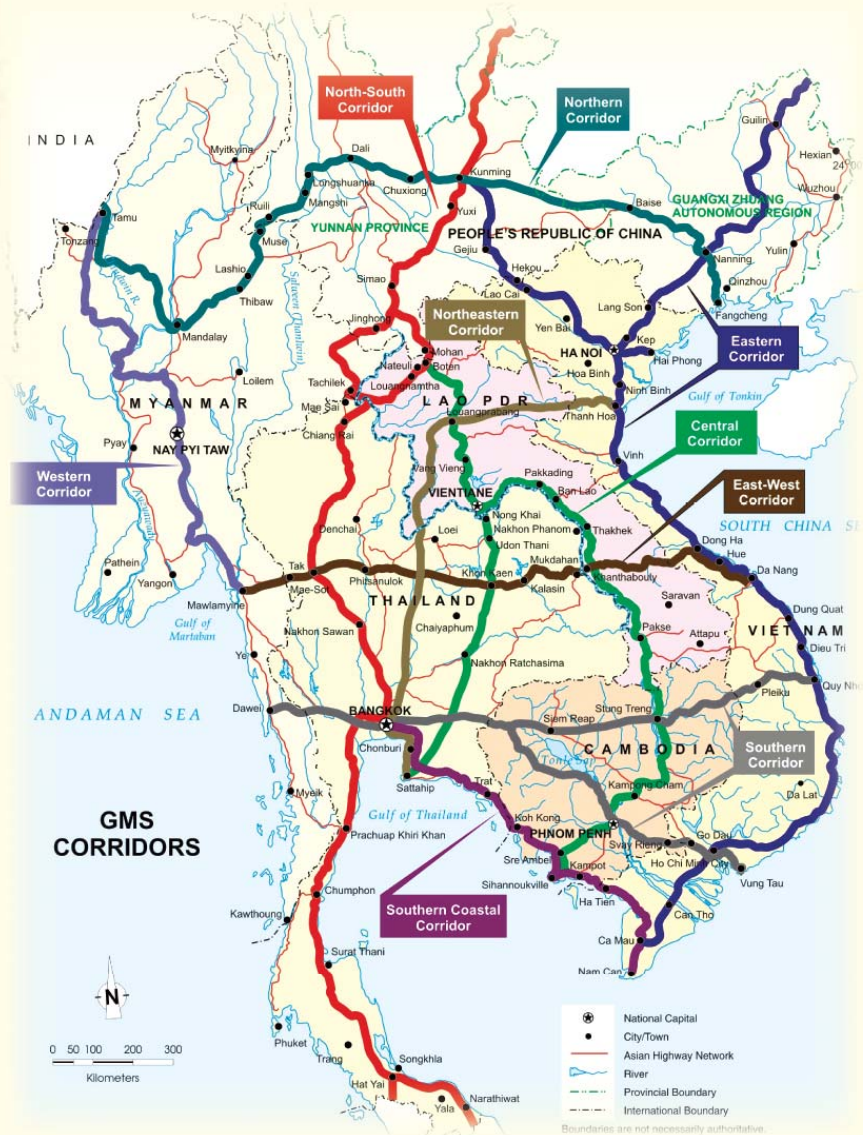 North-South
Corridor
Northern
Corridor
Guilin
INDIA
Hexian
Myitkyina
Dali
Kunming
Wuzhou
Longshuanka
Chuxiong
Baise
GUANGXI ZHUANG
AUTONOMOUS REGION
Mangshi
Tamu
Ruili
YUNNAN PROVINCE
Yuxi
PEOPLE'S REPUBLIC OF CHINA
Tonzang
Muse
Gejiu
Nanning
Yulin
Lashio
Salween (Thanlwin)
Simao
Hekou
Qinzhou
Thibaw
Lao Cai
Lang Son
Fangcheng
Mandalay
Jinghong
Northeastern
Corridor
Yen Bai
Kep
Eastern
Corridor
Mohan
HA NOI
Hai Phong
Nateuli
Boten
Hoa Binh
Loilem
Tachilek
Louangnamtha
Ninh Binh
Gulf of Tonkin
MYANMAR
Mae Sai
LAO PDR
Louangprabang
Thanh Hoa
Chiang Rai
Central
Corridor
Pyay
NAY PYI TAW
Vinh
Western
Corridor
Vang Vieng
Pakkading
East-West
Corridor
VIENTIANE
Ban Lao
Nong Khai
Denchai
Loei
Nakhon Phanom
Thakhek
SOUTH CHINA SE
Udon Thani
Dong Ha
Pathein
Mukdahan
Hue
Tak
Yangon
Phitsanulok
Khon Kaen
Khanthabouly
Da Nang
Mae-Sot
Kalasin
Mawlamyine
THAILAND
Saravan
Gulf of
Martaban
Chaiyaphum
Dung Quat
Nakhon Sawan
Pakse
Attapu
VIET NAM
Ye
Dieu Tri
Nakhon Ratchasima
Pleiku
Quy Nho
ANDAMAN SEA
Dawei
BANGKOK
Stung Treng
Siem Reap
Chonburi
CAMBODIA
Southern
Corridor
Tonle Sap
Sattahip
Myeik
Trat
Kampong Cham
Da Lat
Gulf of Thailand
GMS
CORRIDORS
Prachuap Khiri Khan
Koh Kong
PHNOM PENH
Go Dau
Svay Rieng
Sre Ambel
Ho Chi Minh City
Kampot
Vung Tau
Sihannoukville
Chumphon
Ha Tien
Kawthoung
Southern Coastal
Corridor
Can Tho
Ca Mau
Surat Thani
Nam Can
N
National Capital
City/Town
0 50 100 200 300
Phuket
Asian Highway Network
Trang
Songkhla
River
Kilometers
Hat Yai
Provincial Boundary
Yala
Narathiwat
International Boundary
Boundaries are not necessarily authoritative.